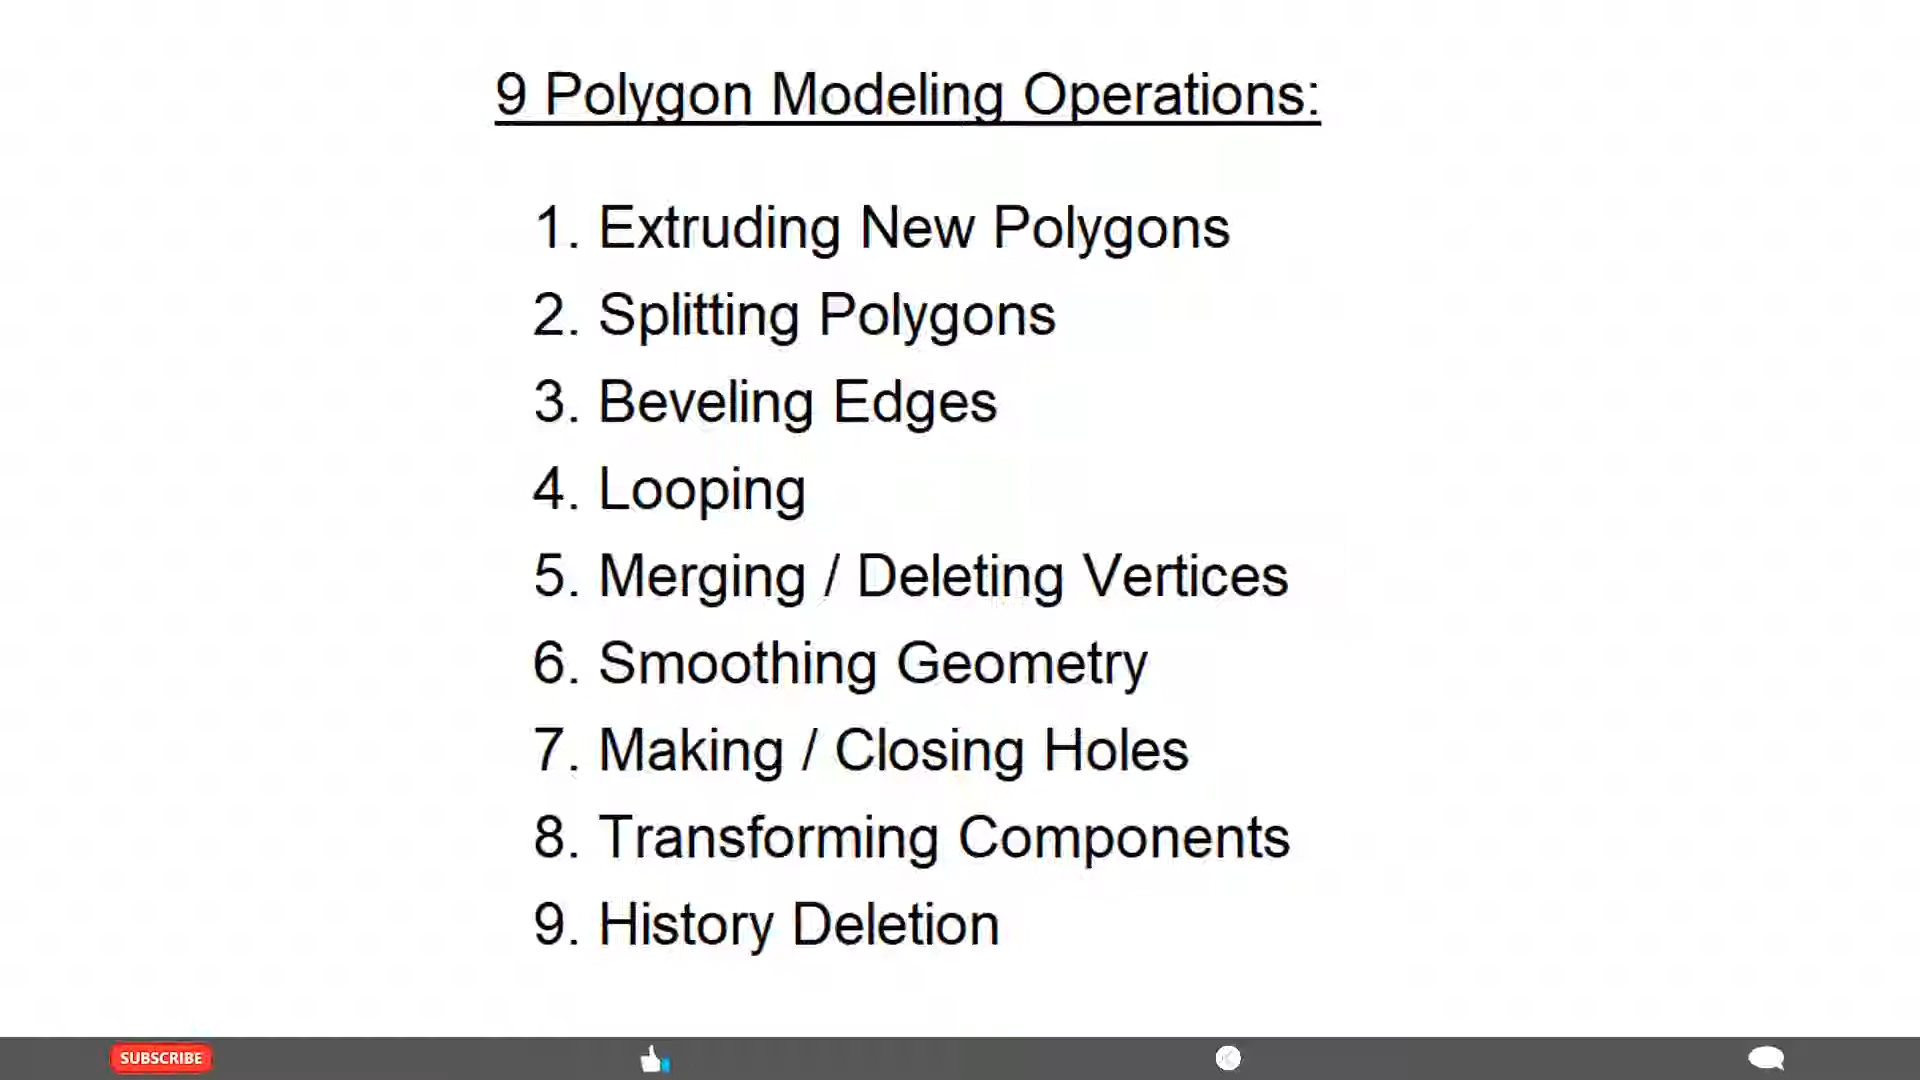 9 Polygon Modeling Operations:
1. Extruding New Polygons
2. Splitting Polygons
3. Beveling Edges
4. Looping
5. Merging / Deleting Vertices
6. Smoothing Geometry
7. Making / Closing Holes
8. Transforming Components
9. History Deletion
SUBSCRIBE